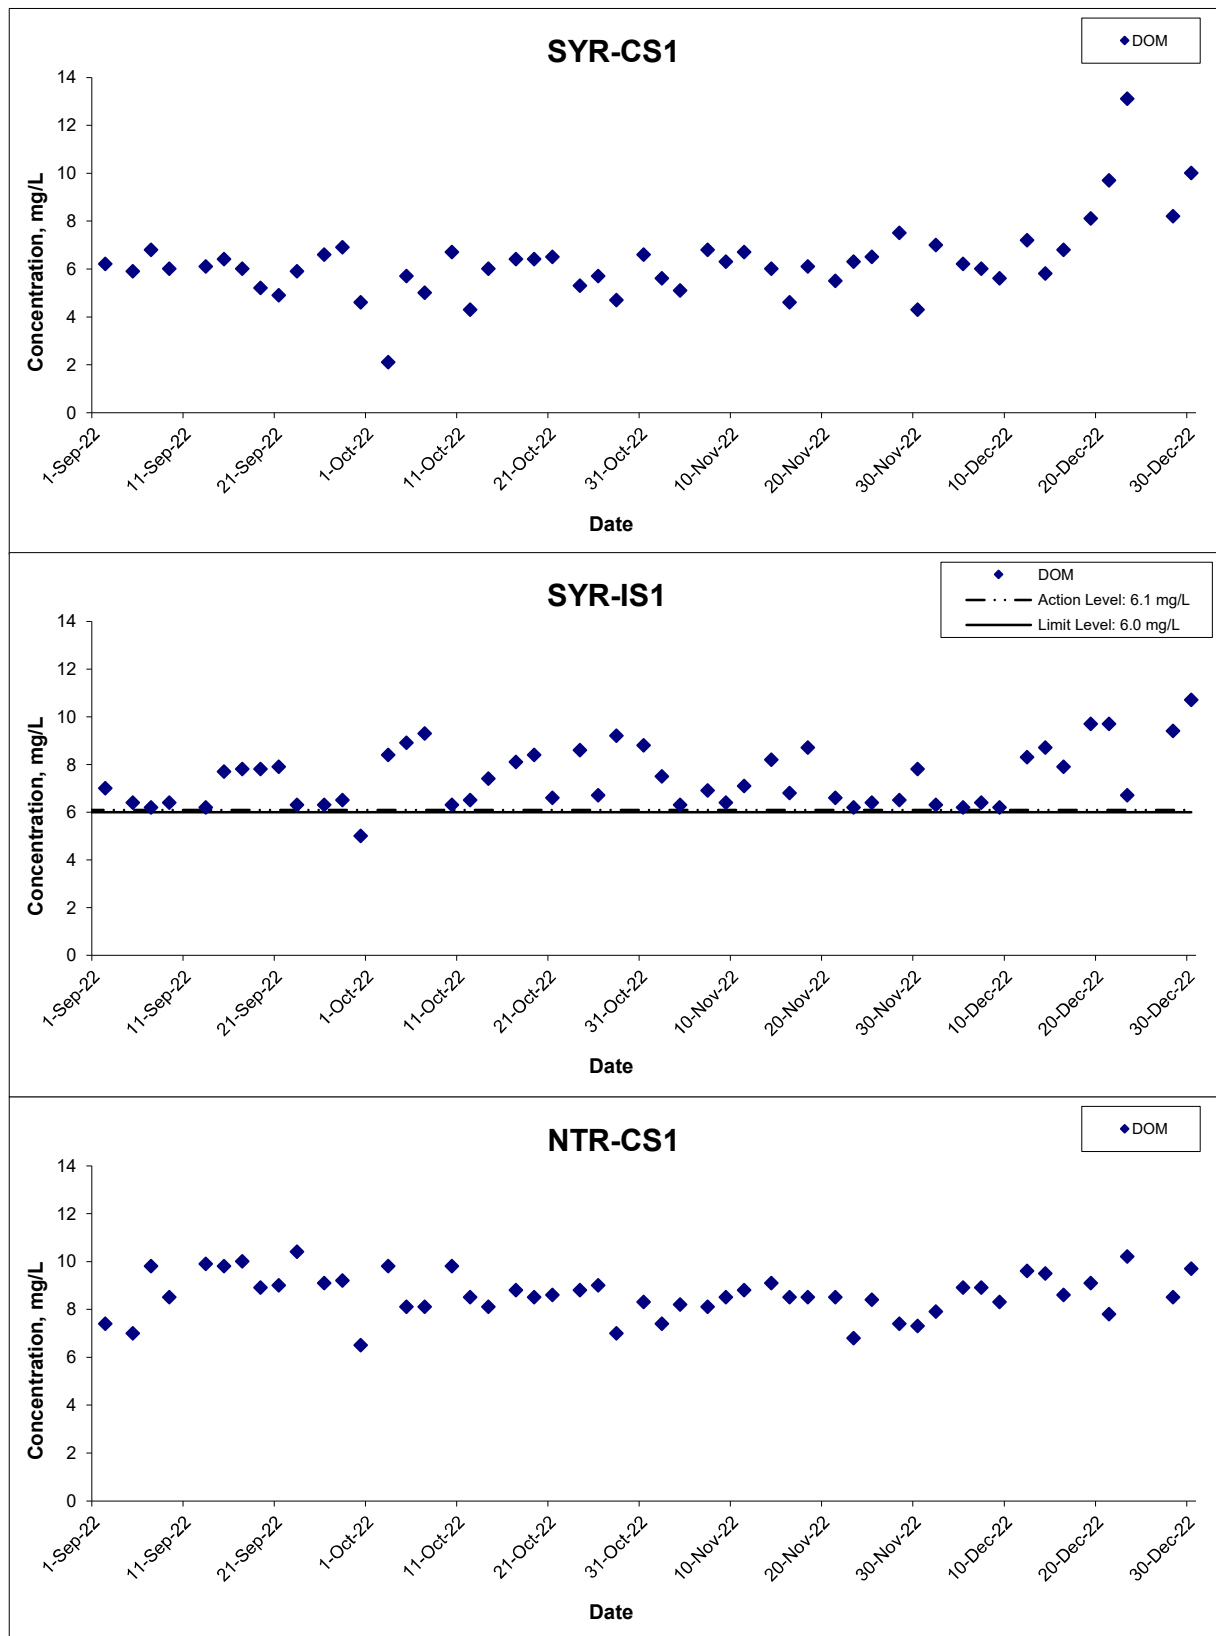 SYR-CS1
DOM
Concentration, mg/L
14
12
10
8
6
4
2
0
1-Sep-22
11-Sep-22
21-Sep-22
1-Oct-22
11-Oct-22
21-Oct-22
31-Oct-22
10-Nov-22
20-Nov-22
30-Nov-22
10-Dec-22
20-Dec-22
30-Dec-22
Date
SYR-IS1
DOM
Action Level: 6.1 mg/L
Limit Level: 6.0 mg/L
Concentration, mg/L
14
12
10
8
6
4
2
0
1-Sep-22
11-Sep-22
21-Sep-22
1-Oct-22
11-Oct-22
21-Oct-22
31-Oct-22
10-Nov-22
20-Nov-22
30-Nov-22
10-Dec-22
20-Dec-22
30-Dec-22
Date
NTR-CS1
DOM
Concentration, mg/L
14
12
10
8
6
4
2
0
1-Sep-22
11-Sep-22
21-Sep-22
1-Oct-22
11-Oct-22
21-Oct-22
31-Oct-22
10-Nov-22
20-Nov-22
30-Nov-22
10-Dec-22
20-Dec-22
30-Dec-22
Date